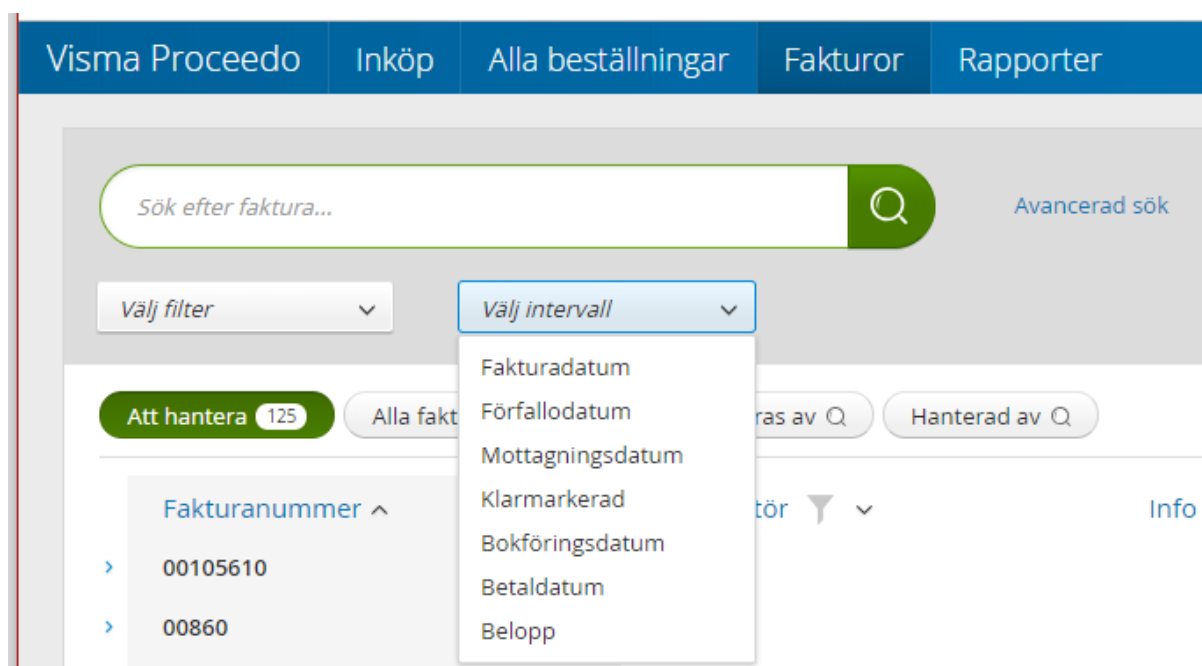 Visma Proceedo Inköp Alla beställningar Fakturor Rapporter
Sök efter faktura...
Avancerad sök
Välj filter Välj intervall
Fakturadatum
Förfallodatum
Mottagningsdatum
Klarmarkerad
Bokföringsdatum
Betaldatum
Belopp
Att hantera 125 Alla fakt ras av Hanterad av
Fakturanummer tör Info
00105610
00860